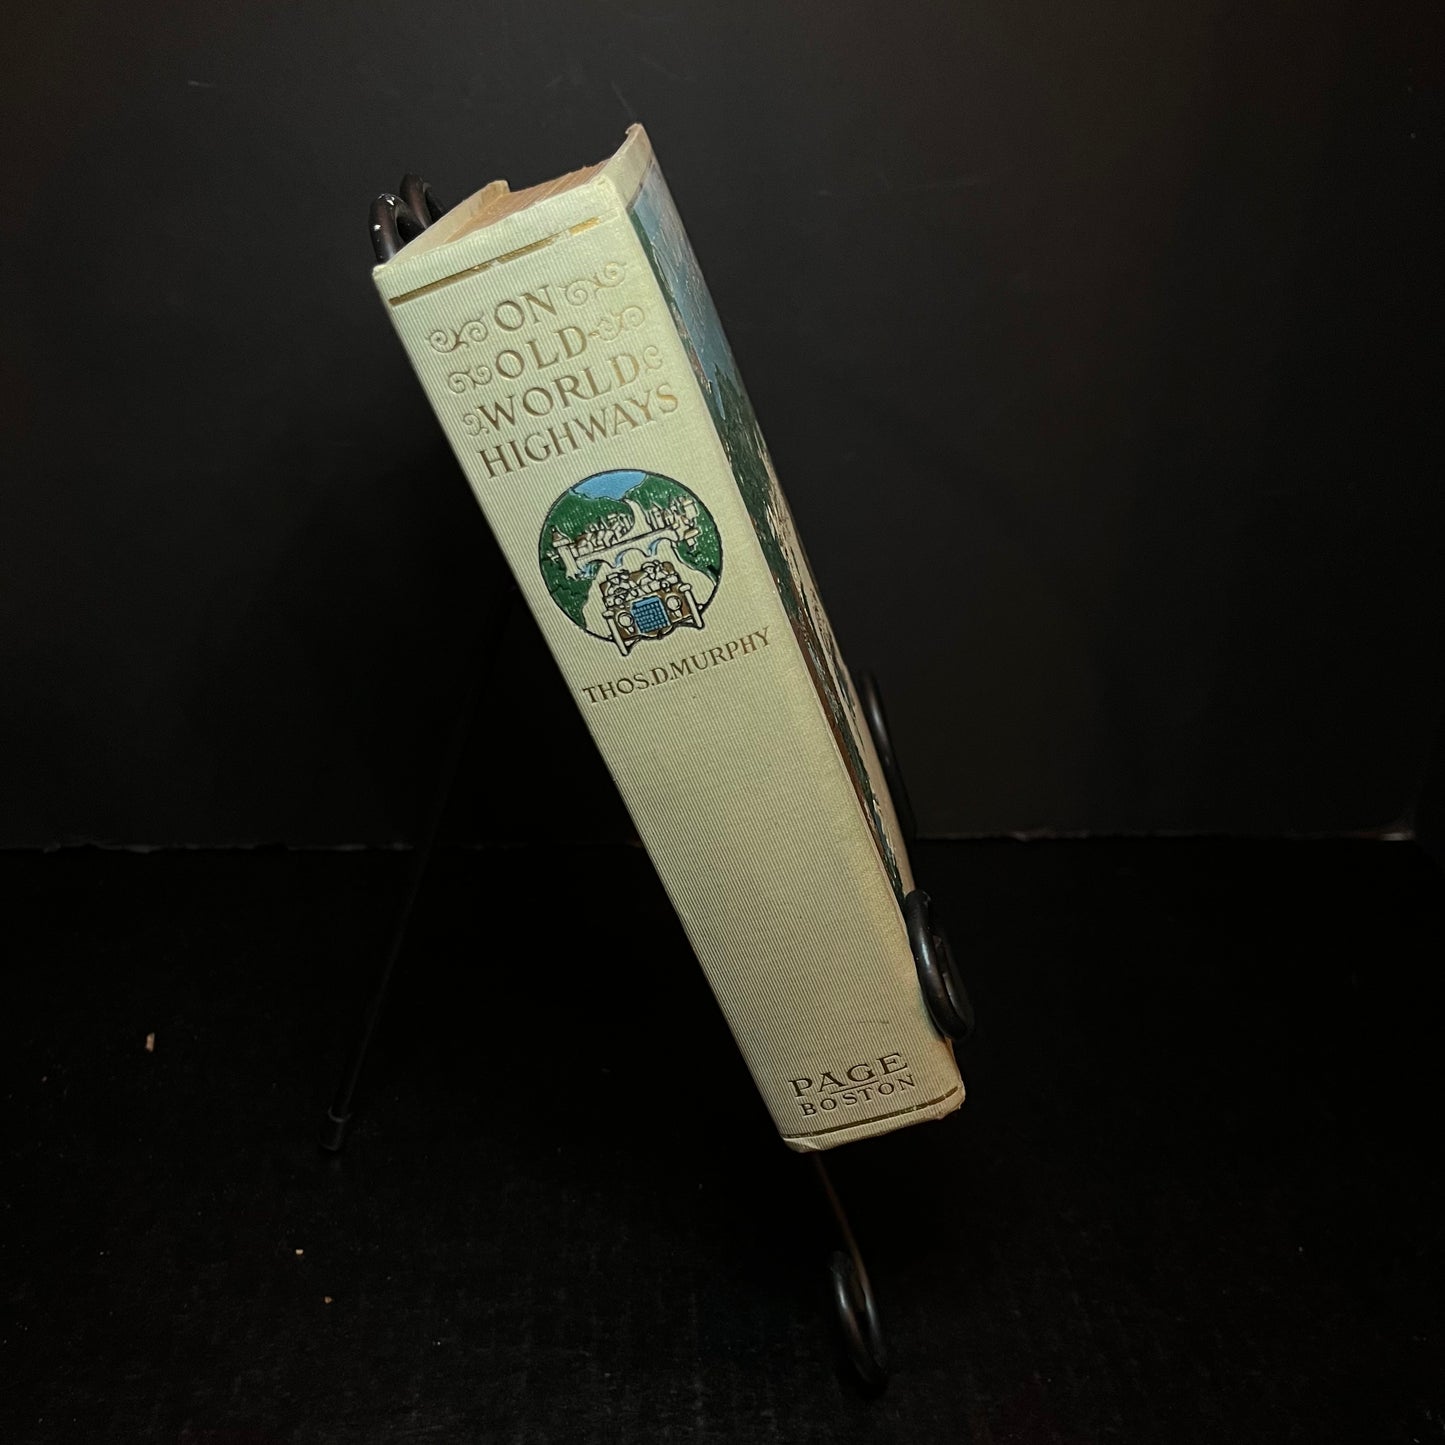 ON
OLD-
WORLD
HIGHWAYS
THOS.D.MURPHY
PAGE
BOSTON